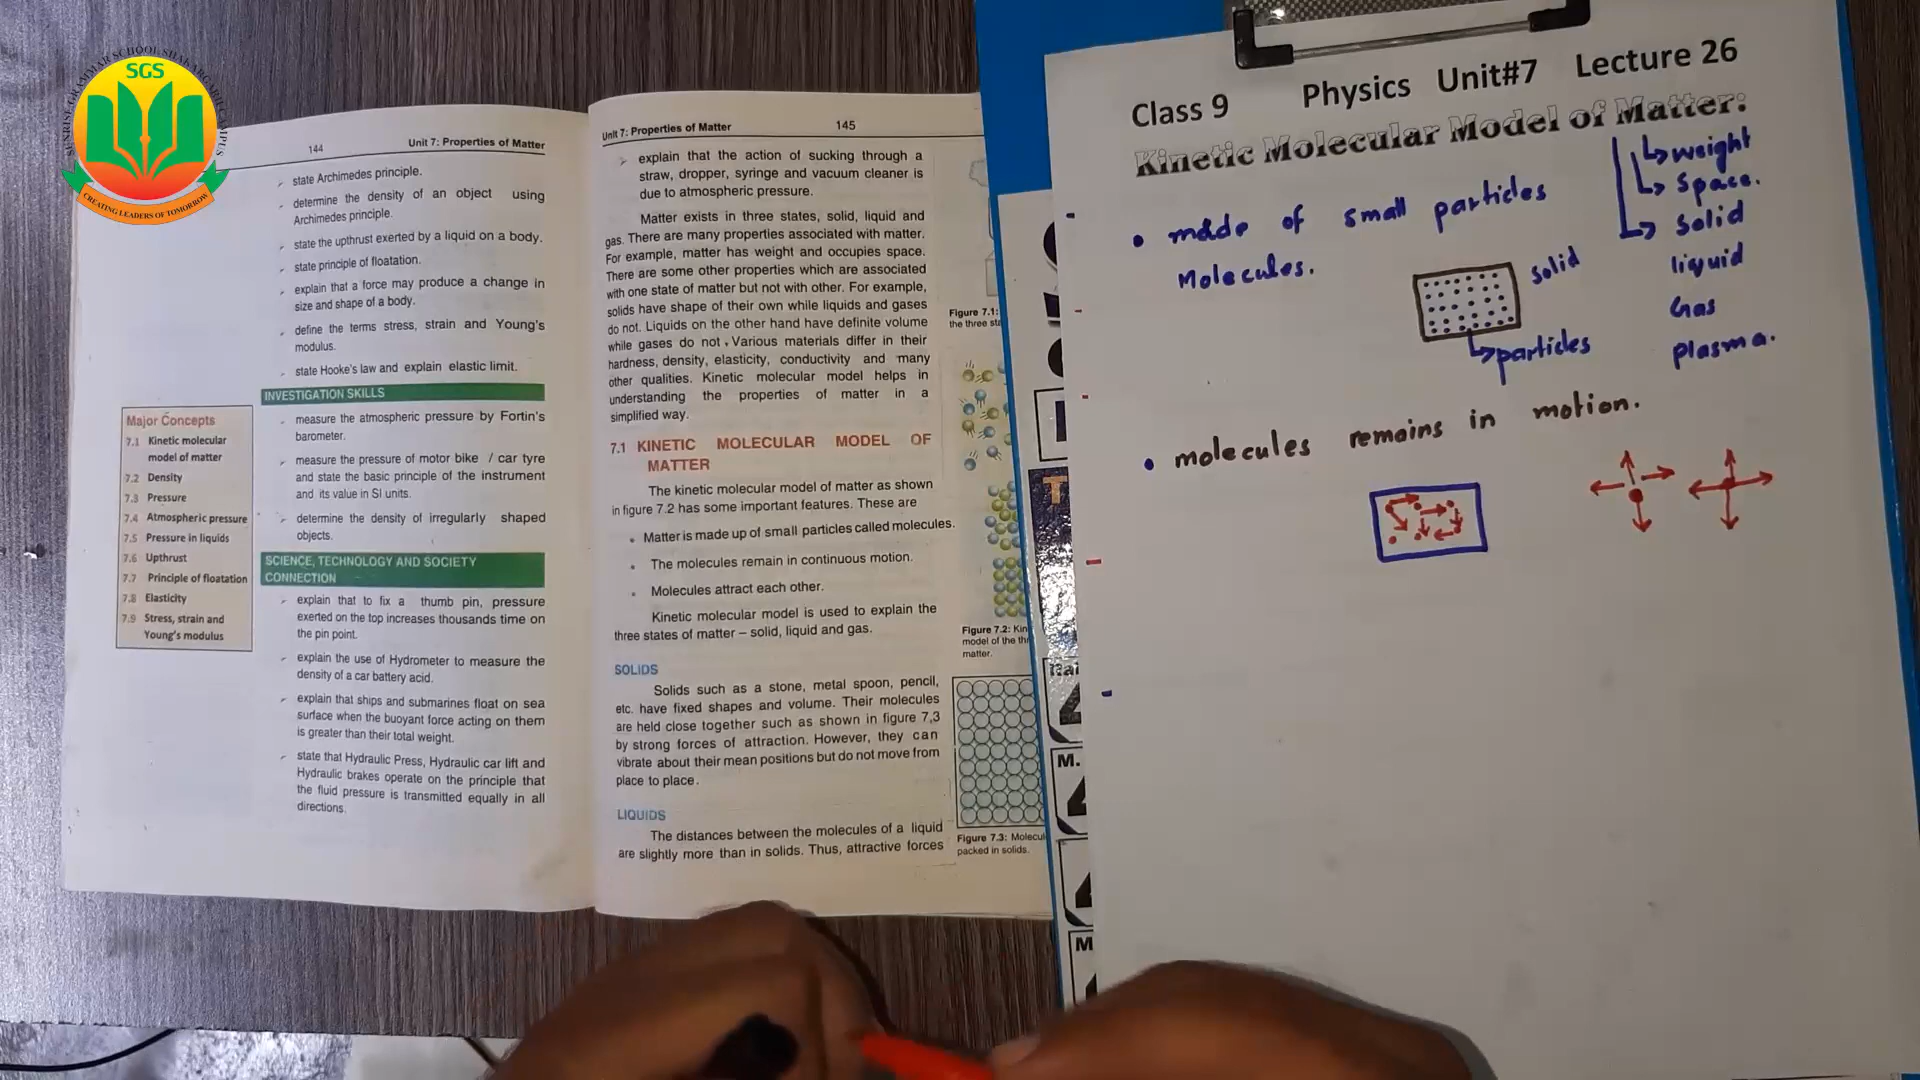 SUNRISE GRAMMAR SCHOOL SHAKARGARH CAMPUS
SGS
CREATING LEADERS OF TOMORROW
144 Unit 7: Properties of Matter
state Archimedes principle.
determine the density of an object using
Archimedes principle.
state the upthrust exerted by a liquid on a body.
state principle of floatation.
explain that a force may produce a change in
size and shape of a body.
define the terms stress, strain and Young's
modulus.
state Hooke's law and explain elastic limit.
INVESTIGATION SKILLS
measure the atmospheric pressure by Fortin's
barometer.
measure the pressure of motor bike / car tyre
and state the basic principle of the instrument
and its value in SI units.
determine the density of irregularly shaped
objects.
SCIENCE, TECHNOLOGY AND SOCIETY
CONNECTION
explain that to fix a thumb pin, pressure
exerted on the top increases thousands time on
the pin point.
explain the use of Hydrometer to measure the
density of a car battery acid.
explain that ships and submarines float on sea
surface when the buoyant force acting on them
is greater than their total weight.
state that Hydraulic Press, Hydraulic car lift and
Hydraulic brakes operate on the principle that
the fluid pressure is transmitted equally in all
directions.
Major Concepts
7.1 Kinetic molecular
model of matter
7.2 Density
7.3 Pressure
7.4 Atmospheric pressure
7.5 Pressure in liquids
7.6 Upthrust
7.7 Principle of floatation
7.8 Elasticity
7.9 Stress, strain and
Young's modulus
Unit 7: Properties of Matter 145
explain that the action of sucking through a
straw, dropper, syringe and vacuum cleaner is
due to atmospheric pressure.
Matter exists in three states, solid, liquid and
gas. There are many properties associated with matter.
For example, matter has weight and occupies space.
There are some other properties which are associated
with one state of matter but not with other. For example,
solids have shape of their own while liquids and gases
do not. Liquids on the other hand have definite volume
while gases do not. Various materials differ in their
hardness, density, elasticity, conductivity and many
other qualities. Kinetic molecular model helps in
understanding the properties of matter in a
simplified way.
7.1 KINETIC MOLECULAR MODEL OF
MATTER
The kinetic molecular model of matter as shown
in figure 7.2 has some important features. These are
• Matter is made up of small particles called molecules.
• The molecules remain in continuous motion.
• Molecules attract each other.
Kinetic molecular model is used to explain the
three states of matter – solid, liquid and gas.
SOLIDS
Solids such as a stone, metal spoon, pencil,
etc. have fixed shapes and volume. Their molecules
are held close together such as shown in figure 7.3
by strong forces of attraction. However, they can
vibrate about their mean positions but do not move from
place to place.
LIQUIDS
The distances between the molecules of a liquid
are slightly more than in solids. Thus, attractive forces
Figure 7.1:
the three sta
Figure 7.2: Kin
model of the th
matter.
Figure 7.3: Molecul
packed in solids.
T
M.
M
Class 9 Physics Unit#7 Lecture 26
Kinetic Molecular Model of Matter:
weight
space.
solid
liquid
Gas
plasma.
• made of small particles
Molecules.
solid
particles
• molecules remains in motion.